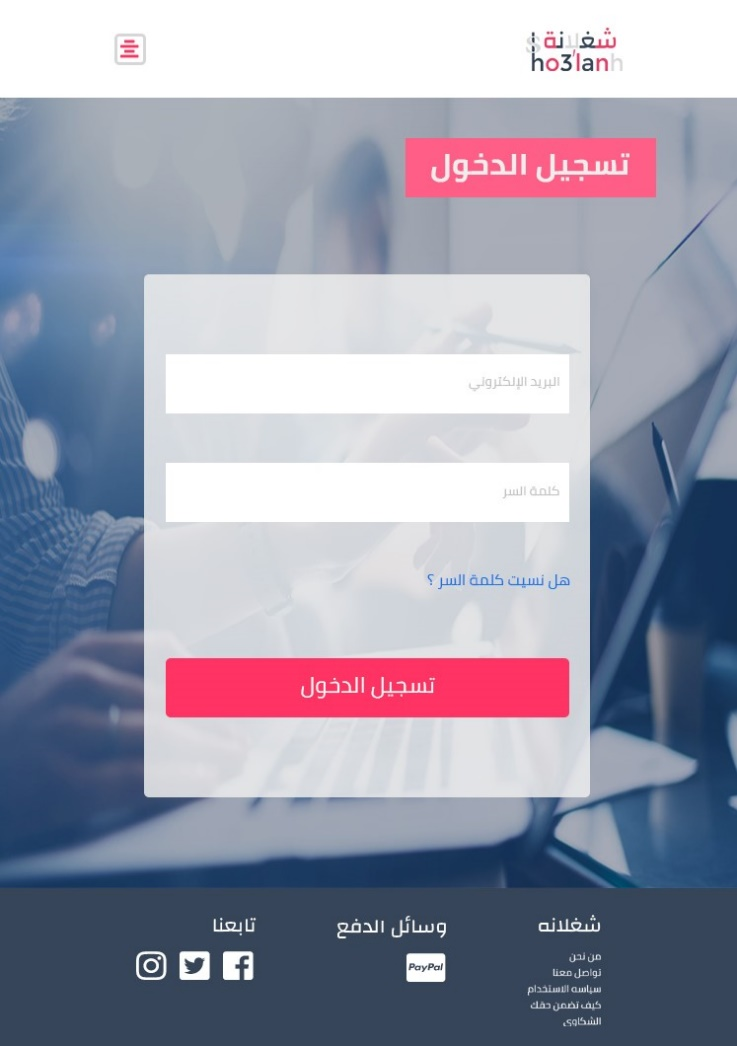 شغلانة
ho3lanh
تسجيل الدخول
البريد الإلكتروني
كلمة السر
هل نسيت كلمة السر ؟
تسجيل الدخول
شغلانه
من نحن
تواصل معنا
سياسه الاستخدام
كيف تضمن حقك
الشكاوى
وسائل الدفع
PayPal
تابعنا